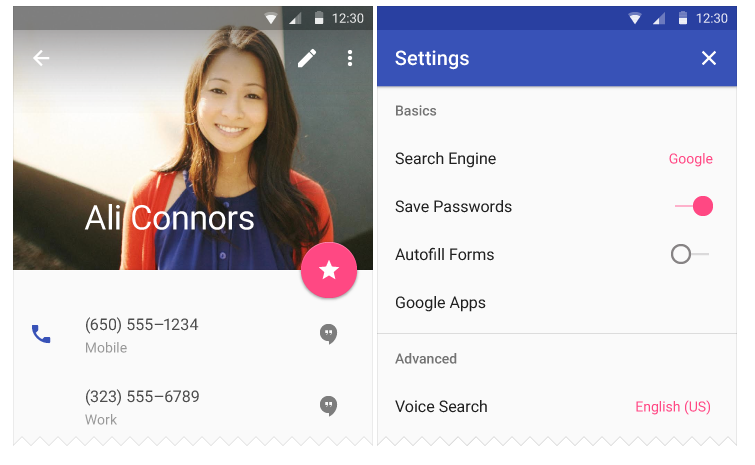 12:30
Ali Connors
(650) 555–1234
Mobile
(323) 555–6789
Work
12:30
Settings
Basics
Search Engine Google
Save Passwords
Autofill Forms
Google Apps
Advanced
Voice Search English (US)